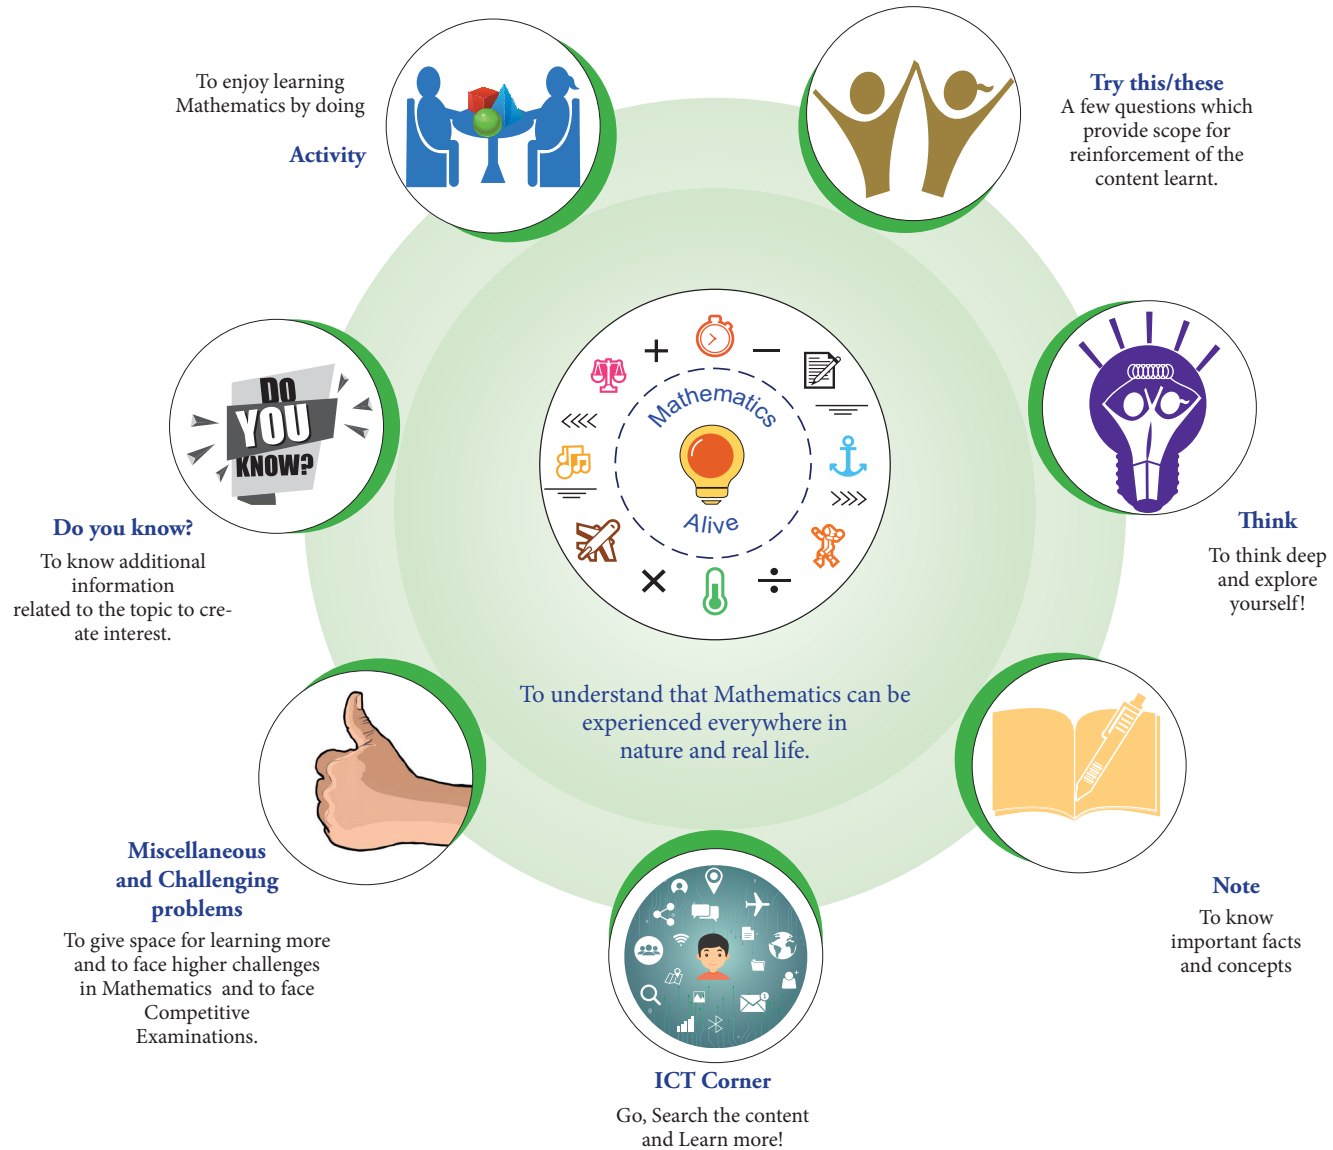 To enjoy learning
Mathematics by doing
Activity
Try this/these
A few questions which
provide scope for
reinforcement of the
content learnt.
DO
YOU
KNOW?
Do you know?
To know additional
information
related to the topic to cre-
ate interest.
Mathematics
Alive
To understand that Mathematics can be
experienced everywhere in
nature and real life.
Think
To think deep
and explore
yourself!
Miscellaneous
and Challenging
problems
To give space for learning more
and to face higher challenges
in Mathematics and to face
Competitive
Examinations.
Note
To know
important facts
and concepts
ICT Corner
Go, Search the content
and Learn more!